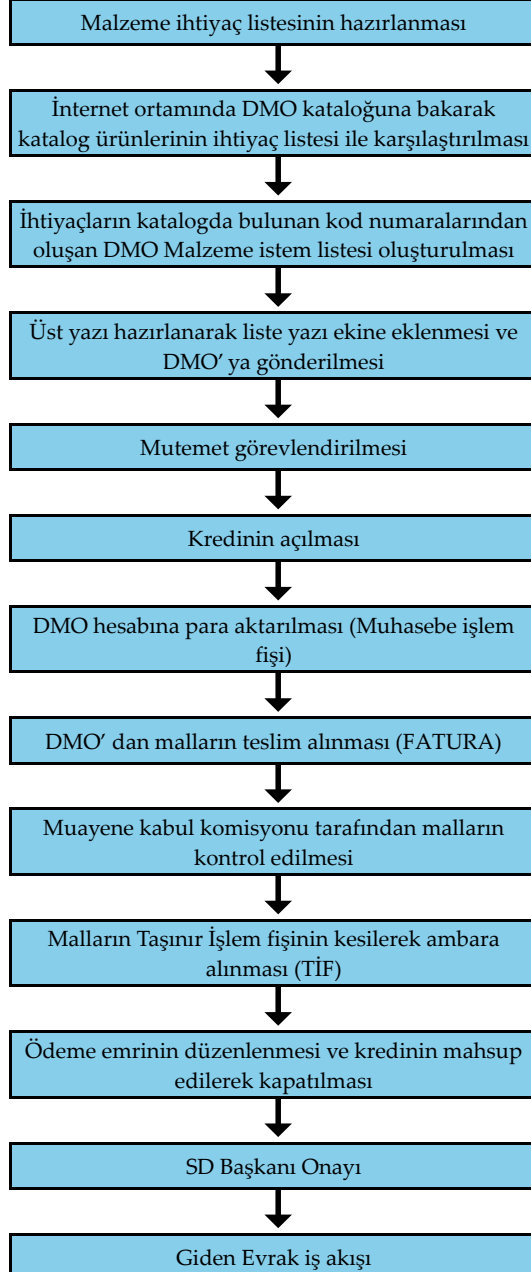 Malzeme ihtiyaç listesinin hazırlanması
İnternet ortamında DMO kataloğuna bakarak
katalog ürünlerinin ihtiyaç listesi ile karşılaştırılması
İhtiyaçların katalogda bulunan kod numaralarından
oluşan DMO Malzeme istem listesi oluşturulması
Üst yazı hazırlanarak liste yazı ekine eklenmesi ve
DMO’ ya gönderilmesi
Mutemet görevlendirilmesi
Kredinin açılması
DMO hesabına para aktarılması (Muhasebe işlem
fişi)
DMO’ dan malların teslim alınması (FATURA)
Muayene kabul komisyonu tarafından malların
kontrol edilmesi
Malların Taşınır İşlem fişinin kesilerek ambara
alınması (TİF)
Ödeme emrinin düzenlenmesi ve kredinin mahsup
edilerek kapatılması
SD Başkanı Onayı
Giden Evrak iş akışı